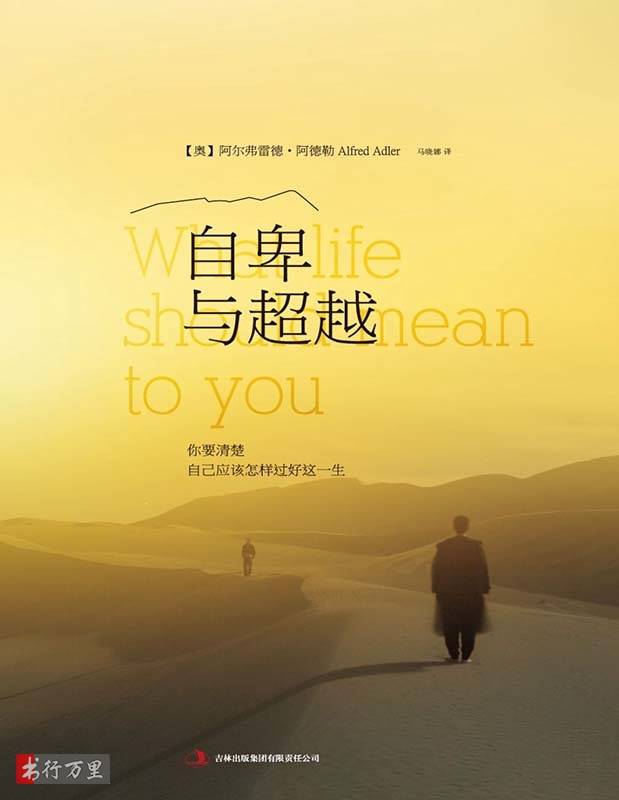 【奥】阿尔弗雷德·阿德勒 Alfred Adler 马晓娜 译
What life
自卑
should mean
与超越
to you
你要清楚
自己应该怎样过好这一生
吉林出版集团有限责任公司
书行万里